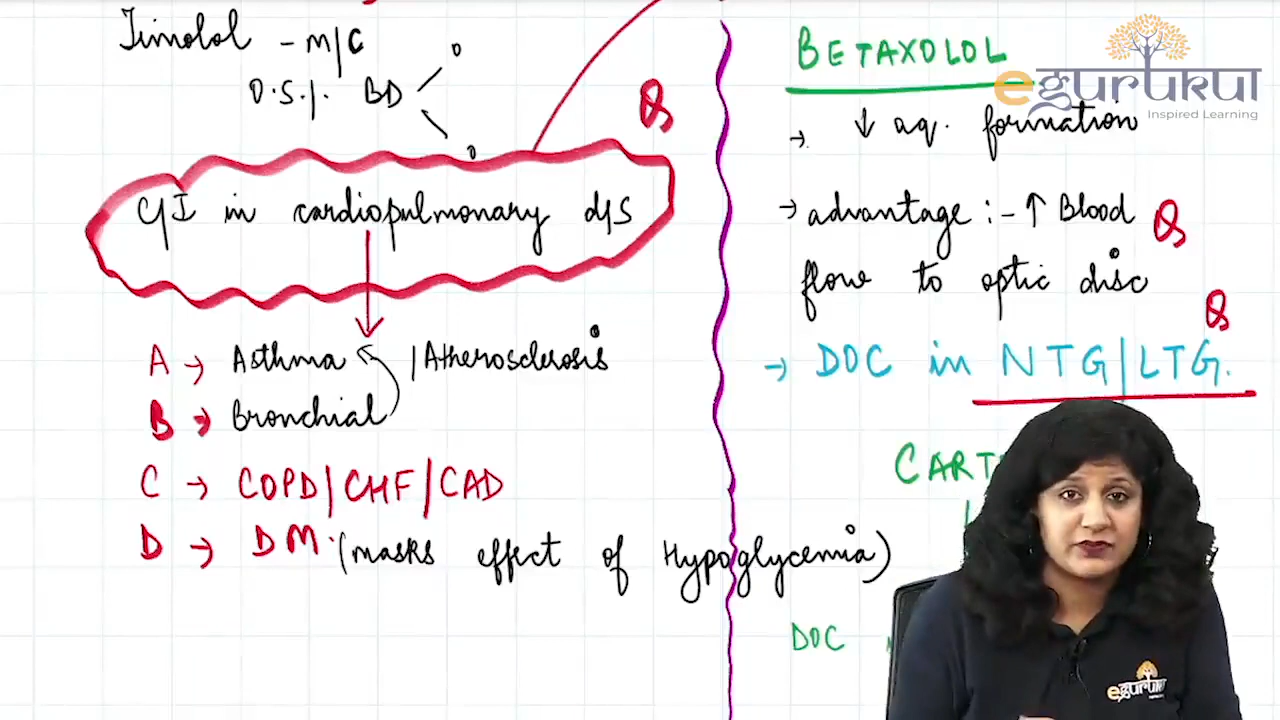 Timolol - M/C
0.5%. BD
Q
C/I in cardiopulmonary d/s
A → Asthma /Atherosclerosis
B → Bronchial
C → COPD/CHF/CAD
D → DM. (masks effect of Hypoglycemia)
BETAXOLOL
→ ↓ aq. formation
→ advantage :- ↑ Blood Q
flow to optic disc
Q
→ DOC in NTG/LTG.
CART
DOC
egurukul
Inspired Learning
egurukul